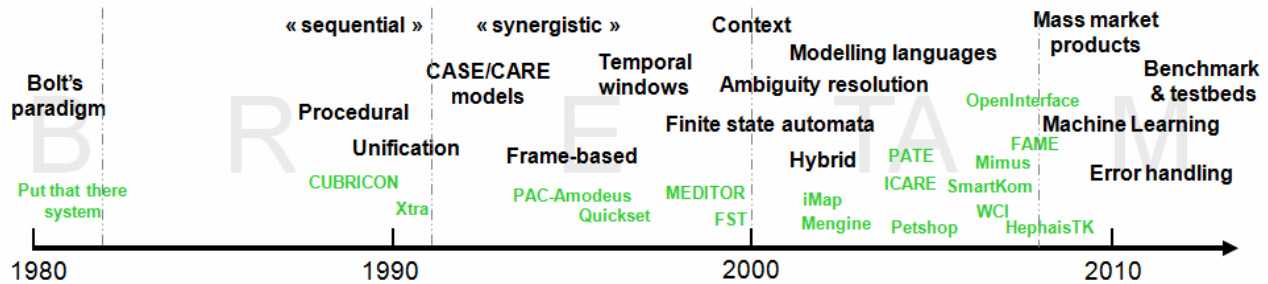 « sequential »
« synergistic »
Context
Mass market
products
Modelling languages
Bolt's
paradigm
CASE/CARE
models
Temporal
windows
Ambiguity resolution
Benchmark
& testbeds
B R E T A M
Procedural
OpenInterface
Unification
Finite state automata
Machine Learning
Frame-based
Hybrid
PATE
FAME
Mimus
Error handling
Put that there
system
CUBRICON
Xtra
PAC-Amodeus
Quickset
MEDITOR
FST
iMap
Mengine
ICARE
SmartKom
WCI
Petshop
HephaisTK
1980
1990
2000
2010